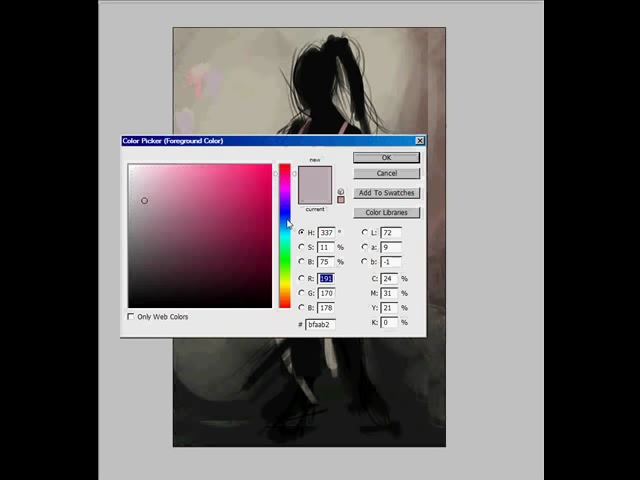 Color Picker (Foreground Color)
new
current
OK
Cancel
Add To Swatches
Color Libraries
H: 337 °
S: 11 %
B: 75 %
R: 191
G: 170
B: 178
# bfaab2
L: 72
a: 9
b: -1
C: 24 %
M: 31 %
Y: 21 %
K: 0 %
Only Web Colors